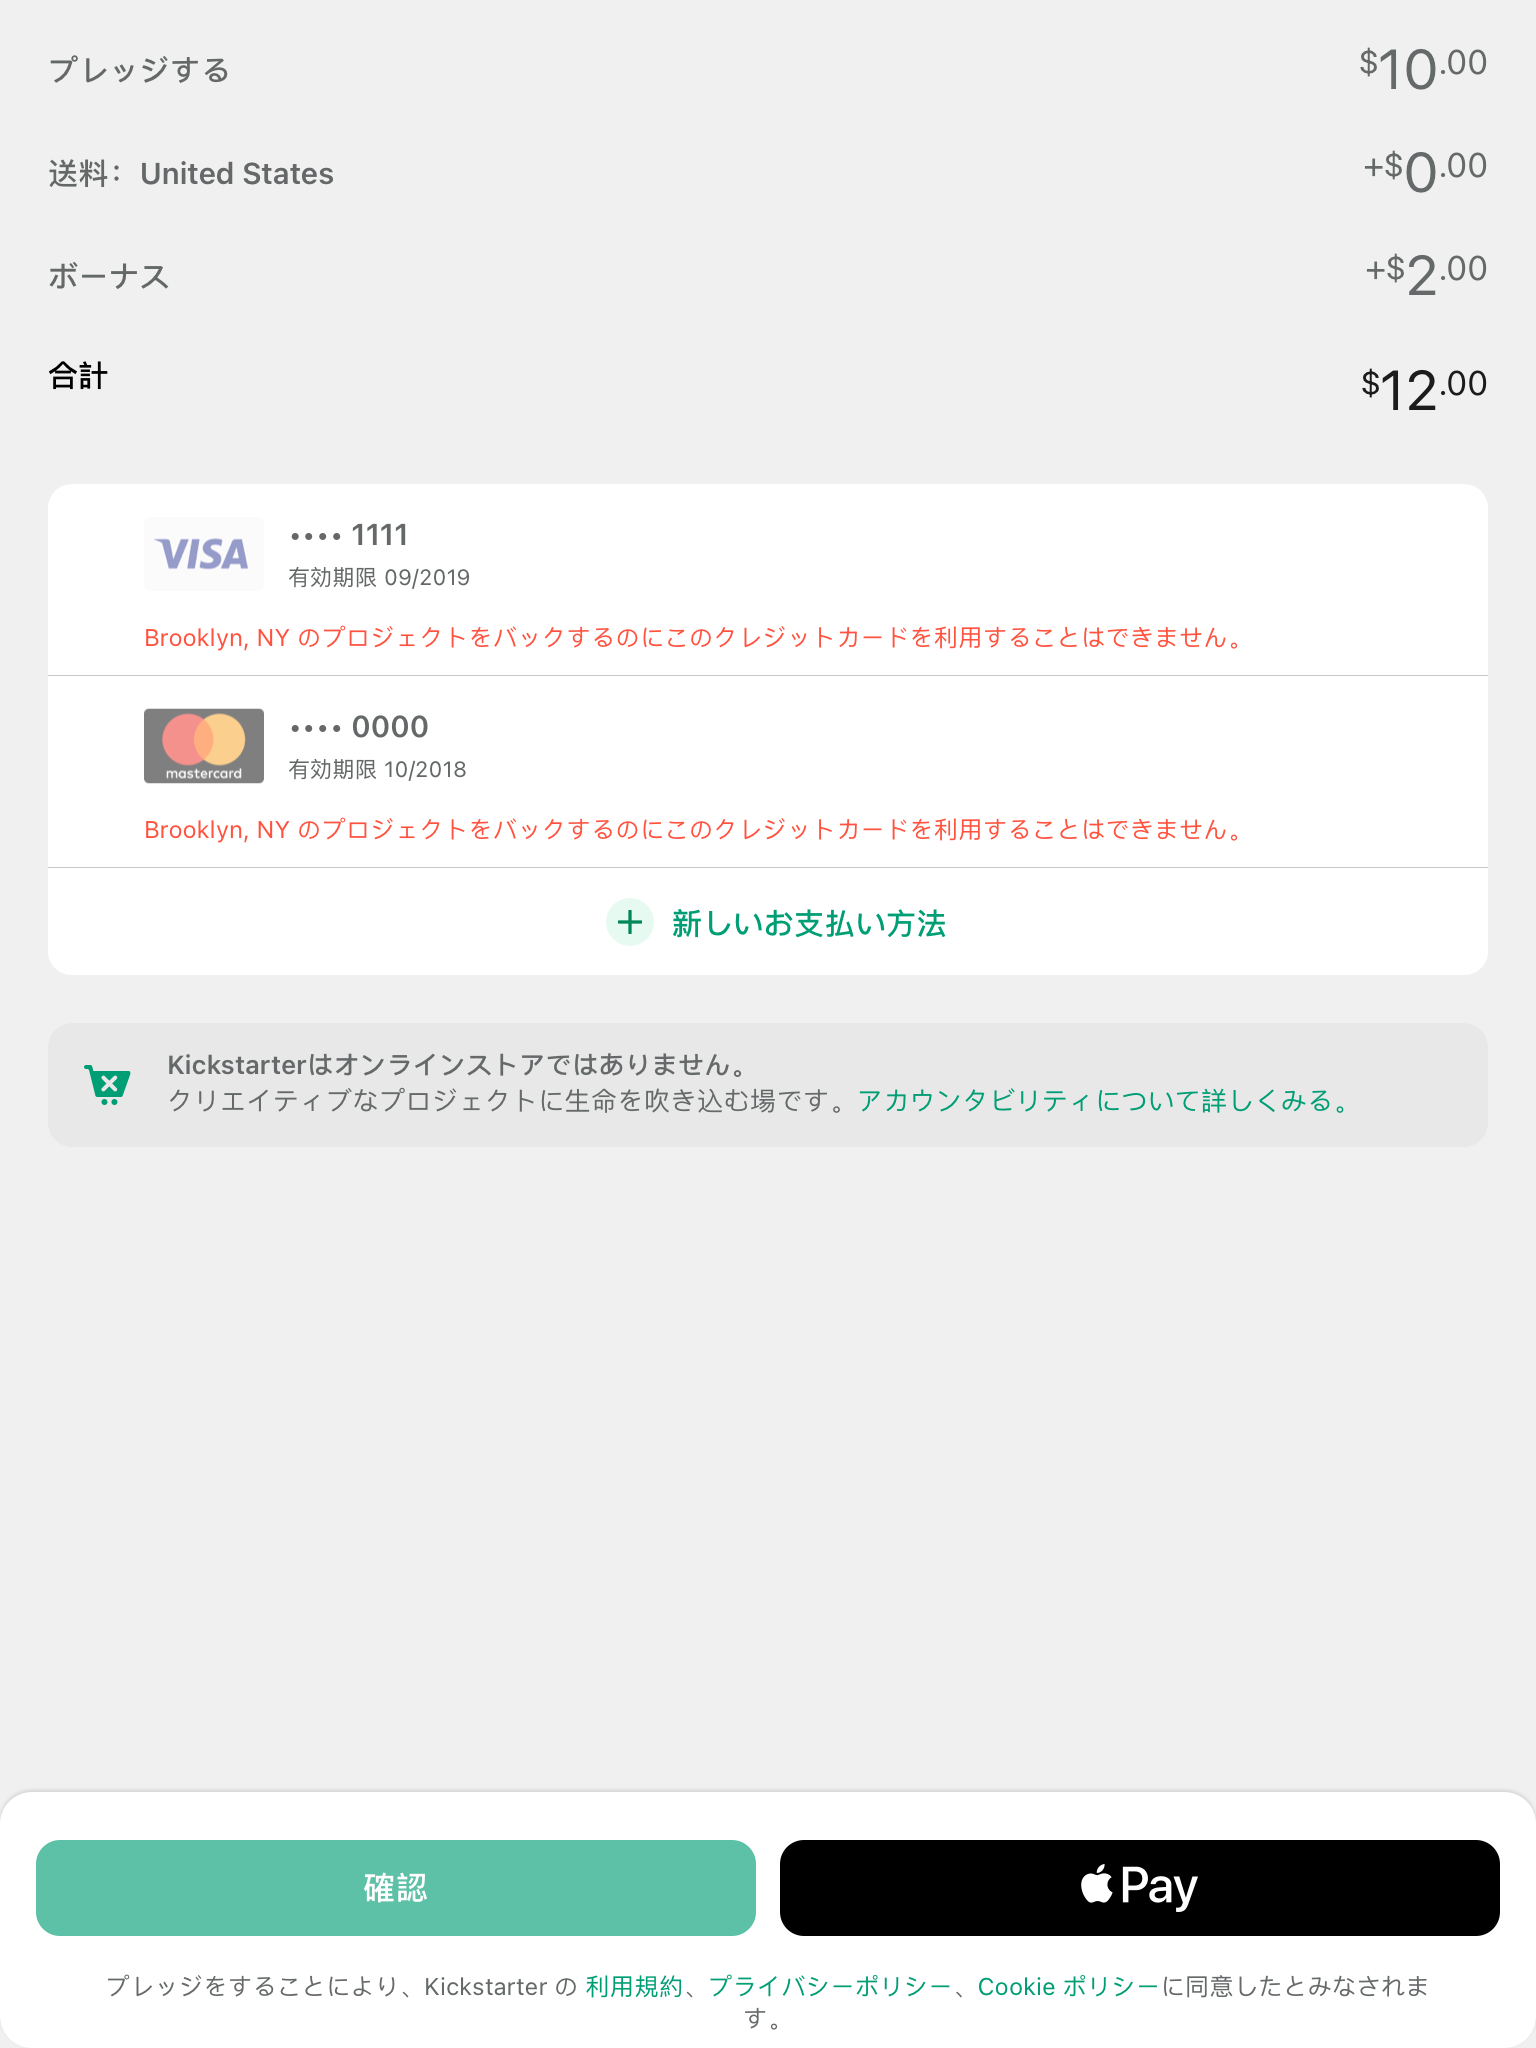 プレッジする
$10.00
送料： United States
+$0.00
ボーナス
+$2.00
合計
$12.00
VISA
•••• 1111
有効期限 09/2019
Brooklyn, NY のプロジェクトをバックするのにこのクレジットカードを利用することはできません。
mastercard
•••• 0000
有効期限 10/2018
Brooklyn, NY のプロジェクトをバックするのにこのクレジットカードを利用することはできません。
新しいお支払い方法
Kickstarterはオンラインストアではありません。
クリエイティブなプロジェクトに生命を吹き込む場です。アカウンタビリティについて詳しくみる。
確認
Pay
プレッジをすることにより、Kickstarter の 利用規約、プライバシーポリシー、Cookie ポリシーに同意したとみなされま
す。